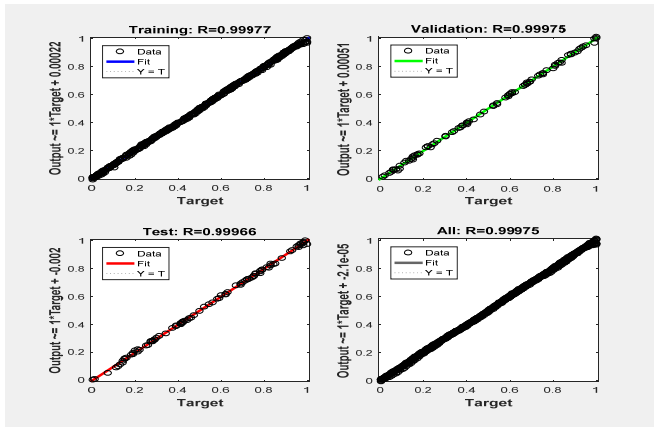 Training: R=0.99977
Output ~= 1*Target + 0.00022
1
0.8
0.6
0.4
0.2
0
Data
Fit
Y = T
0 0.2 0.4 0.6 0.8 1
Target
Validation: R=0.99975
Output ~= 1*Target + 0.00051
1
0.8
0.6
0.4
0.2
0
Data
Fit
Y = T
0 0.2 0.4 0.6 0.8 1
Target
Test: R=0.99966
Output ~= 1*Target + -0.002
1
0.8
0.6
0.4
0.2
0
Data
Fit
Y = T
0 0.2 0.4 0.6 0.8 1
Target
All: R=0.99975
Output ~= 1*Target + -2.1e-05
1
0.8
0.6
0.4
0.2
0
Data
Fit
Y = T
0 0.2 0.4 0.6 0.8 1
Target